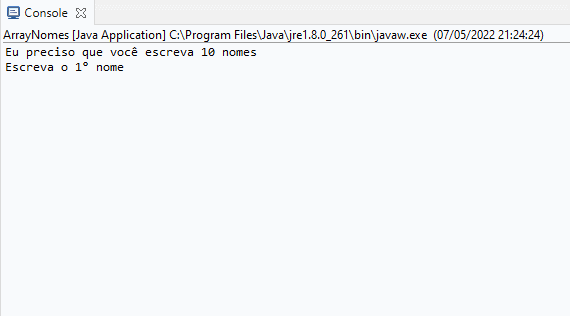 Console
ArrayNomes [Java Application] C:\Program Files\Java\jre1.8.0_261\bin\javaw.exe (07/05/2022 21:24:24)
Eu preciso que você escreva 10 nomes
Escreva o 1º nome